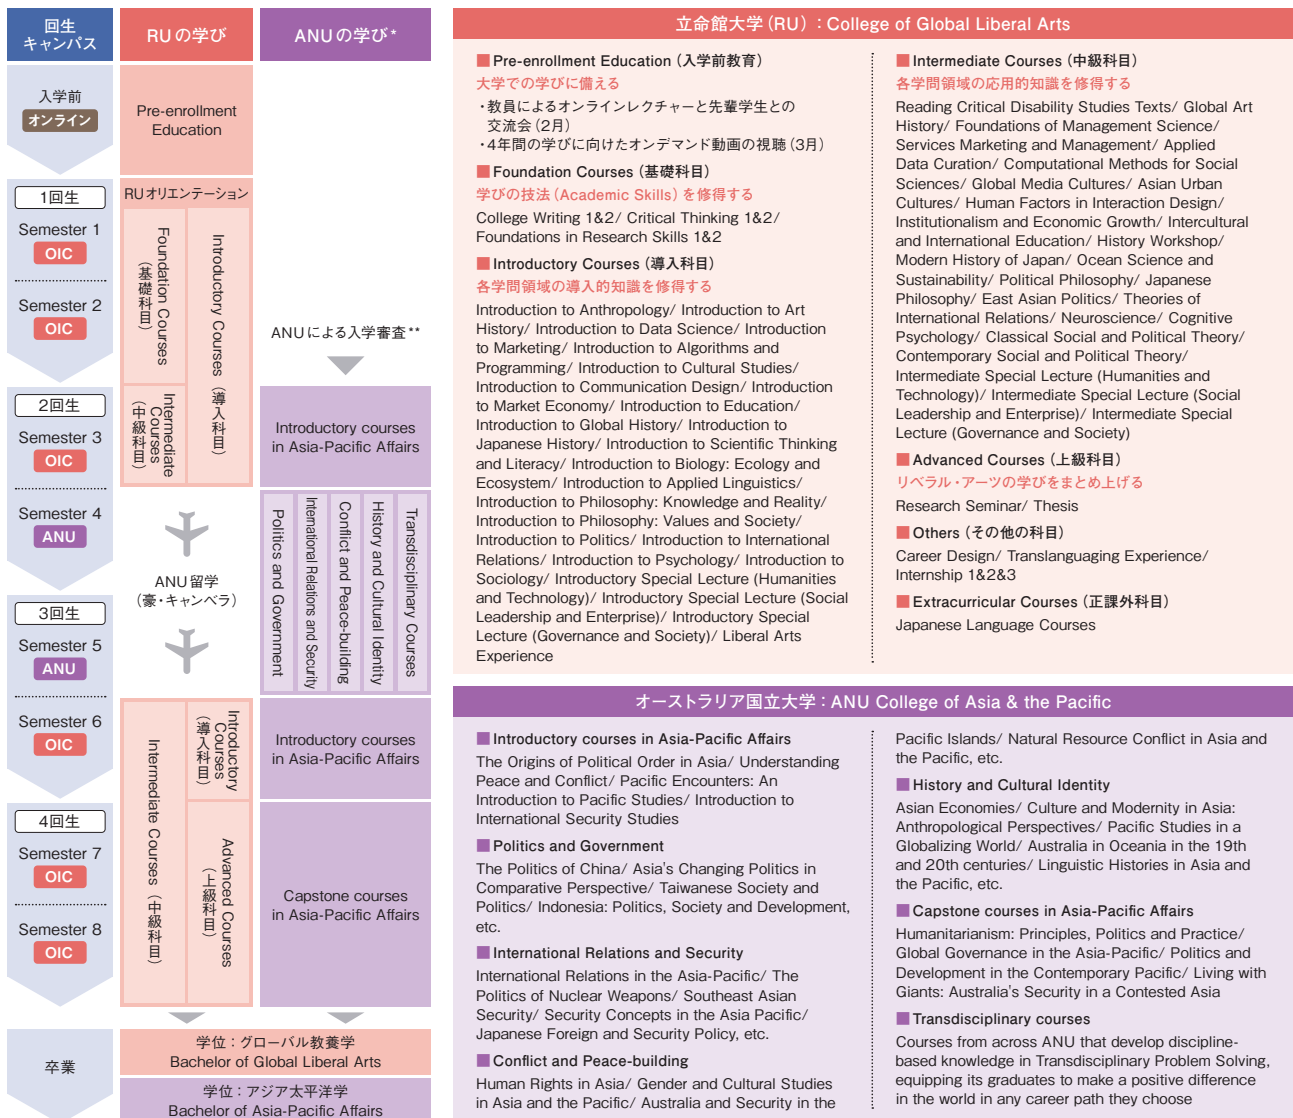 回生
キャンパス
RUの学び
ANUの学び*
入学前
オンライン
Pre-enrollment
Education
1回生
RUオリエンテーション
Semester 1
OIC
Semester 2
OIC
Foundation Courses
(基礎科目)
Introductory Courses (導入科目)
ANUによる入学審査**
2回生
Semester 3
OIC
Intermediate
Courses
(中級科目)
Introductory courses
in Asia-Pacific Affairs
Semester 4
ANU
ANU留学
(豪・キャンベラ)
Politics and Government
International Relations and Security
Conflict and Peace-building
History and Cultural Identity
Transdisciplinary Courses
3回生
Semester 5
ANU
Semester 6
OIC
Intermediate Courses (中級科目)
Introductory
Courses
(導入科目)
Introductory courses
in Asia-Pacific Affairs
4回生
Semester 7
OIC
Semester 8
OIC
Advanced Courses
(上級科目)
Capstone courses
in Asia-Pacific Affairs
卒業
学位：グローバル教養学
Bachelor of Global Liberal Arts
学位：アジア太平洋学
Bachelor of Asia-Pacific Affairs
立命館大学(RU)：College of Global Liberal Arts
■Pre-enrollment Education (入学前教育)
大学での学びに備える
・教員によるオンラインレクチャーと先輩学生との
交流会(2月)
・4年間の学びに向けたオンデマンド動画の視聴(3月)
■Foundation Courses (基礎科目)
学びの技法(Academic Skills)を修得する
College Writing 1&2/ Critical Thinking 1&2/
Foundations in Research Skills 1&2
■Introductory Courses (導入科目)
各学問領域の導入的知識を修得する
Introduction to Anthropology/ Introduction to Art
History/ Introduction to Data Science/ Introduction
to Marketing/ Introduction to Algorithms and
Programming/ Introduction to Cultural Studies/
Introduction to Communication Design/ Introduction
to Market Economy/ Introduction to Education/
Introduction to Global History/ Introduction to
Japanese History/ Introduction to Scientific Thinking
and Literacy/ Introduction to Biology: Ecology and
Ecosystem/ Introduction to Applied Linguistics/
Introduction to Philosophy: Knowledge and Reality/
Introduction to Philosophy: Values and Society/
Introduction to Politics/ Introduction to International
Relations/ Introduction to Psychology/ Introduction to
Sociology/ Introductory Special Lecture (Humanities
and Technology)/ Introductory Special Lecture (Social
Leadership and Enterprise)/ Introductory Special
Lecture (Governance and Society)/ Liberal Arts
Experience
■Intermediate Courses (中級科目)
各学問領域の応用的知識を修得する
Reading Critical Disability Studies Texts/ Global Art
History/ Foundations of Management Science/
Services Marketing and Management/ Applied
Data Curation/ Computational Methods for Social
Sciences/ Global Media Cultures/ Asian Urban
Cultures/ Human Factors in Interaction Design/
Institutionalism and Economic Growth/ Intercultural
and International Education/ History Workshop/
Modern History of Japan/ Ocean Science and
Sustainability/ Political Philosophy/ Japanese
Philosophy/ East Asian Politics/ Theories of
International Relations/ Neuroscience/ Cognitive
Psychology/ Classical Social and Political Theory/
Contemporary Social and Political Theory/
Intermediate Special Lecture (Humanities and
Technology)/ Intermediate Special Lecture (Social
Leadership and Enterprise)/ Intermediate Special
Lecture (Governance and Society)
■Advanced Courses (上級科目)
リベラル・アーツの学びをまとめ上げる
Research Seminar/ Thesis
■Others (その他の科目)
Career Design/ Translanguaging Experience/
Internship 1&2&3
■Extracurricular Courses (正課外科目)
Japanese Language Courses
オーストラリア国立大学：ANU College of Asia & the Pacific
■Introductory courses in Asia-Pacific Affairs
The Origins of Political Order in Asia/ Understanding
Peace and Conflict/ Pacific Encounters: An
Introduction to Pacific Studies/ Introduction to
International Security Studies
■Politics and Government
The Politics of China/ Asia's Changing Politics in
Comparative Perspective/ Taiwanese Society and
Politics/ Indonesia: Politics, Society and Development,
etc.
■International Relations and Security
International Relations in the Asia-Pacific/ The
Politics of Nuclear Weapons/ Southeast Asian
Security/ Security Concepts in the Asia Pacific/
Japanese Foreign and Security Policy, etc.
■Conflict and Peace-building
Human Rights in Asia/ Gender and Cultural Studies
in Asia and the Pacific/ Australia and Security in the
Pacific Islands/ Natural Resource Conflict in Asia and
the Pacific, etc.
■History and Cultural Identity
Asian Economies/ Culture and Modernity in Asia:
Anthropological Perspectives/ Pacific Studies in a
Globalizing World/ Australia in Oceania in the 19th
and 20th centuries/ Linguistic Histories in Asia and
the Pacific, etc.
■Capstone courses in Asia-Pacific Affairs
Humanitarianism: Principles, Politics and Practice/
Global Governance in the Asia-Pacific/ Politics and
Development in the Contemporary Pacific/ Living with
Giants: Australia's Security in a Contested Asia
■Transdisciplinary courses
Courses from across ANU that develop discipline-
based knowledge in Transdisciplinary Problem Solving,
equipping its graduates to make a positive difference
in the world in any career path they choose